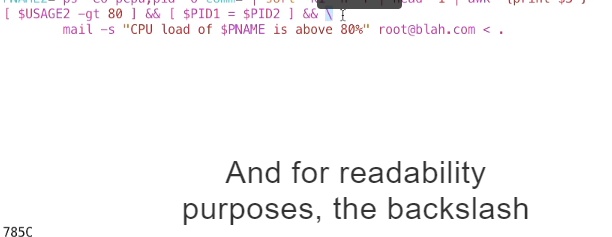 [ $USAGE2 -gt 80 ] && [ $PID1 = $PID2 ] && \
mail -s "CPU load of $PNAME is above 80%" root@blah.com < .
And for readability
purposes, the backslash
785C